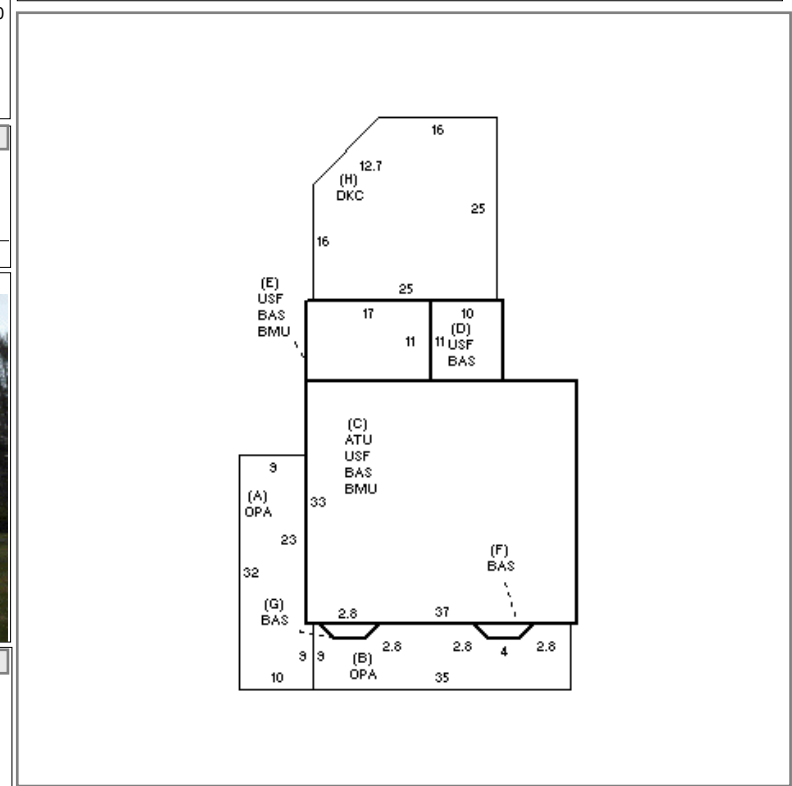 16
12.7
(H)
DKC
25
16
(E)
USF
BAS
BMU
25
17
11
10
(D)
11 USF
BAS
(C)
ATU
USF
BAS
BMU
9
(A)
OPA
33
23
32
(F)
BAS
(G)
BAS
2.8
37
9
9
2.8
2.8
4
2.8
(B)
OPA
10
35